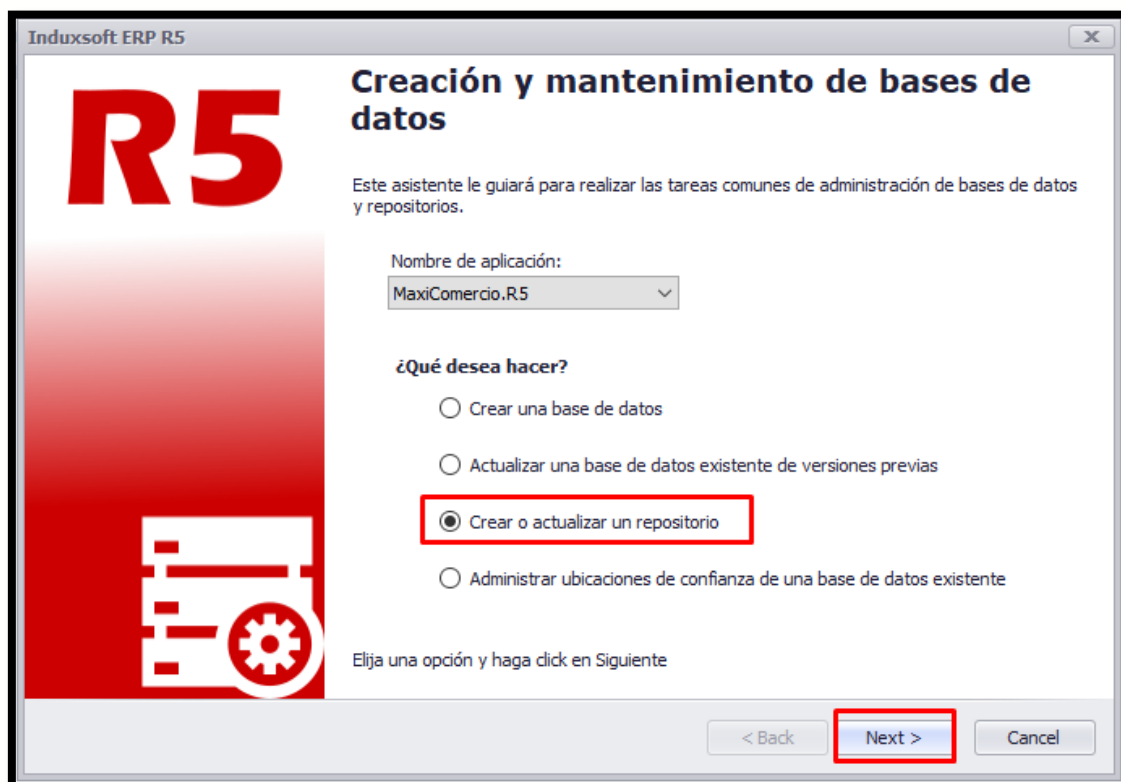 Induxsoft ERP R5
R5
Creación y mantenimiento de bases de
datos
Este asistente le guiará para realizar las tareas comunes de administración de bases de datos
y repositorios.
Nombre de aplicación:
MaxiComercio.R5
¿Qué desea hacer?
Crear una base de datos
Actualizar una base de datos existente de versiones previas
Crear o actualizar un repositorio
Administrar ubicaciones de confianza de una base de datos existente
Elija una opción y haga click en Siguiente
< Back
Next >
Cancel